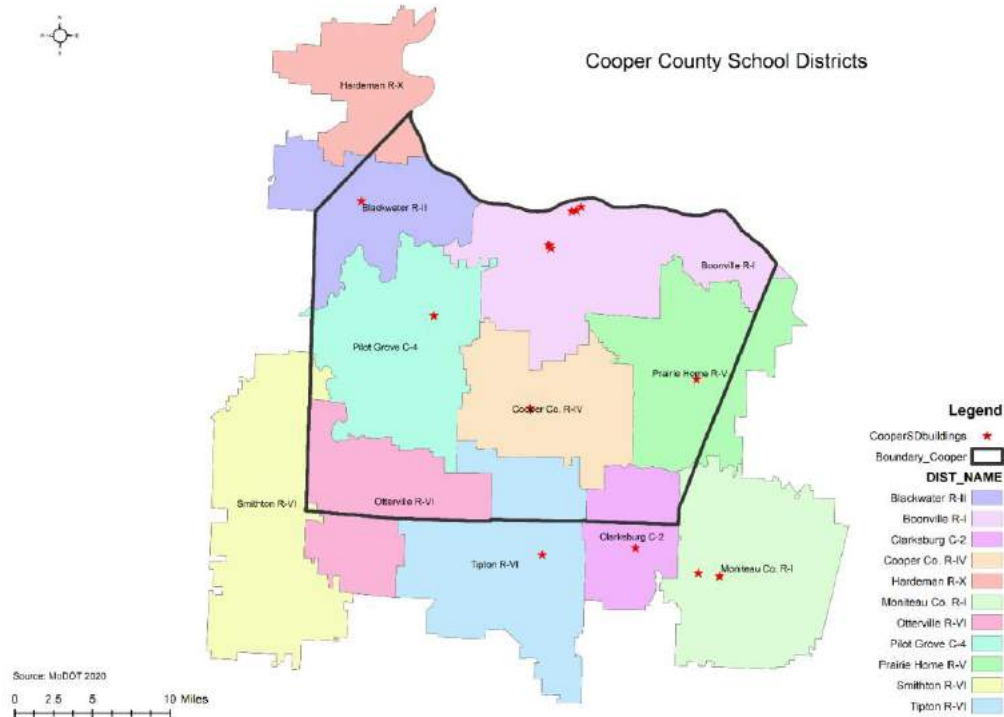 Cooper County School Districts
Hardeman R-X
Blackwater R-II
Boonville R-I
Pilot Grove C-4
Prairie Home R-V
Cooper Co. R-IV
Smithton R-VI
Otterville R-VI
Clarksburg C-2
Tipton R-VI
Moniteau Co. R-I
Legend
CooperSDbuildings
Boundary_Cooper
DIST_NAME
Blackwater R-II
Boonville R-I
Clarksburg C-2
Cooper Co. R-IV
Hardeman R-X
Moniteau Co. R-I
Otterville R-VI
Pilot Grove C-4
Prairie Home R-V
Smithton R-VI
Tipton R-VI
Source: MoDOT 2020
0 2.5 5 10 Miles